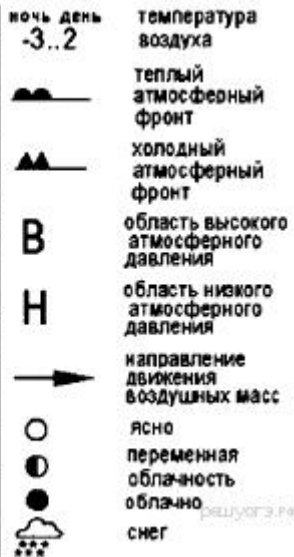 ночь день температура
-3..2 воздуха
теплый
атмосферный
фронт
холодный
атмосферный
фронт
В область высокого
атмосферного
давления
Н область низкого
атмосферного
давления
направление
движения
воздушных масс
ясно
переменная
облачность
облачно
снег